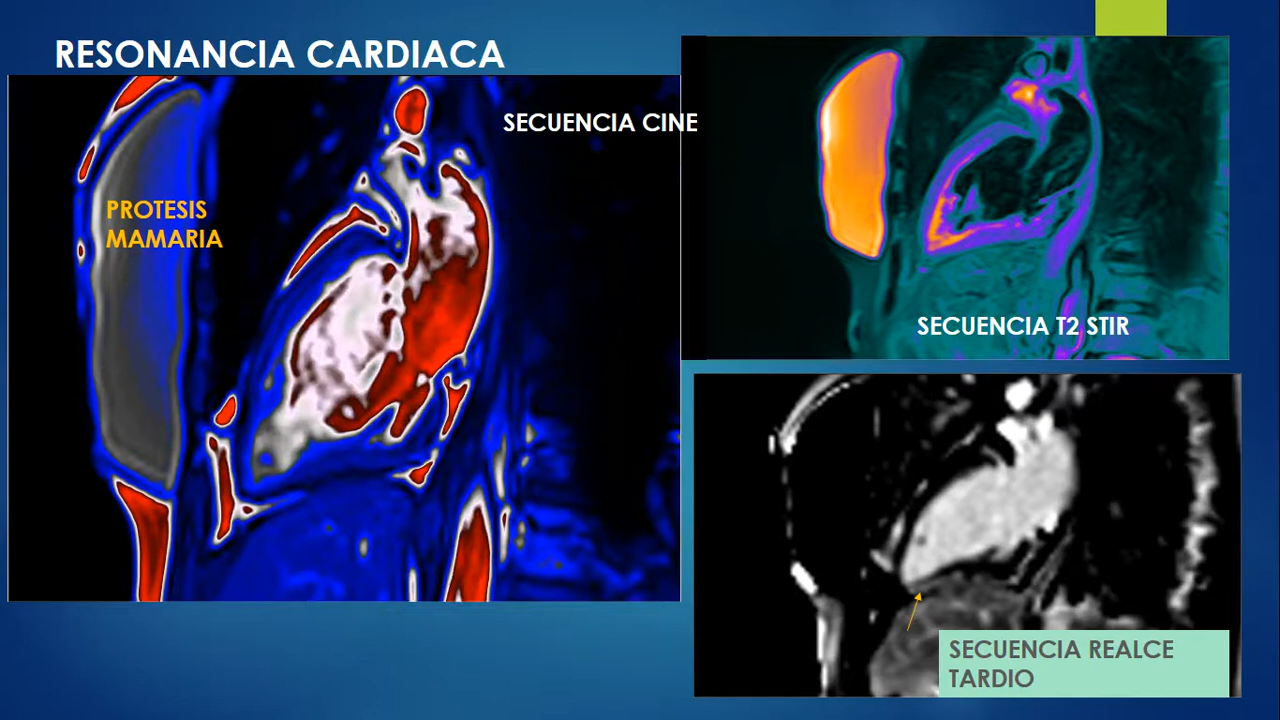 RESONANCIA CARDIACA
SECUENCIA CINE
PROTESIS
MAMARIA
SECUENCIA T2 STIR
SECUENCIA REALCE
TARDIO